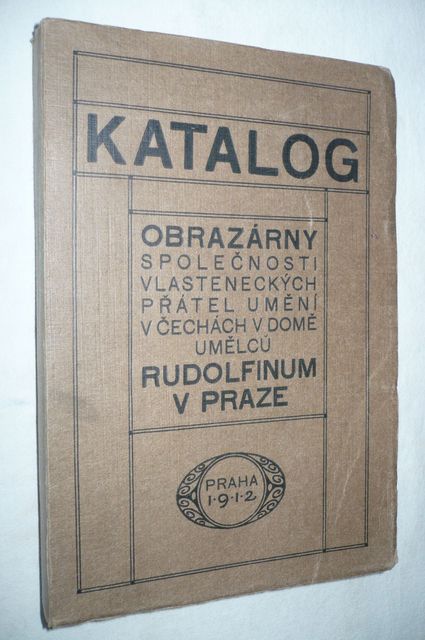 KATALOG
OBRAZÁRNY
SPOLEČNOSTI
VLASTENECKÝCH
PŘÁTEL UMĚNÍ
V ČECHÁCH V DOMĚ
UMĚLCŮ
RUDOLFINUM
V PRAZE
PRAHA
1·9·1·2